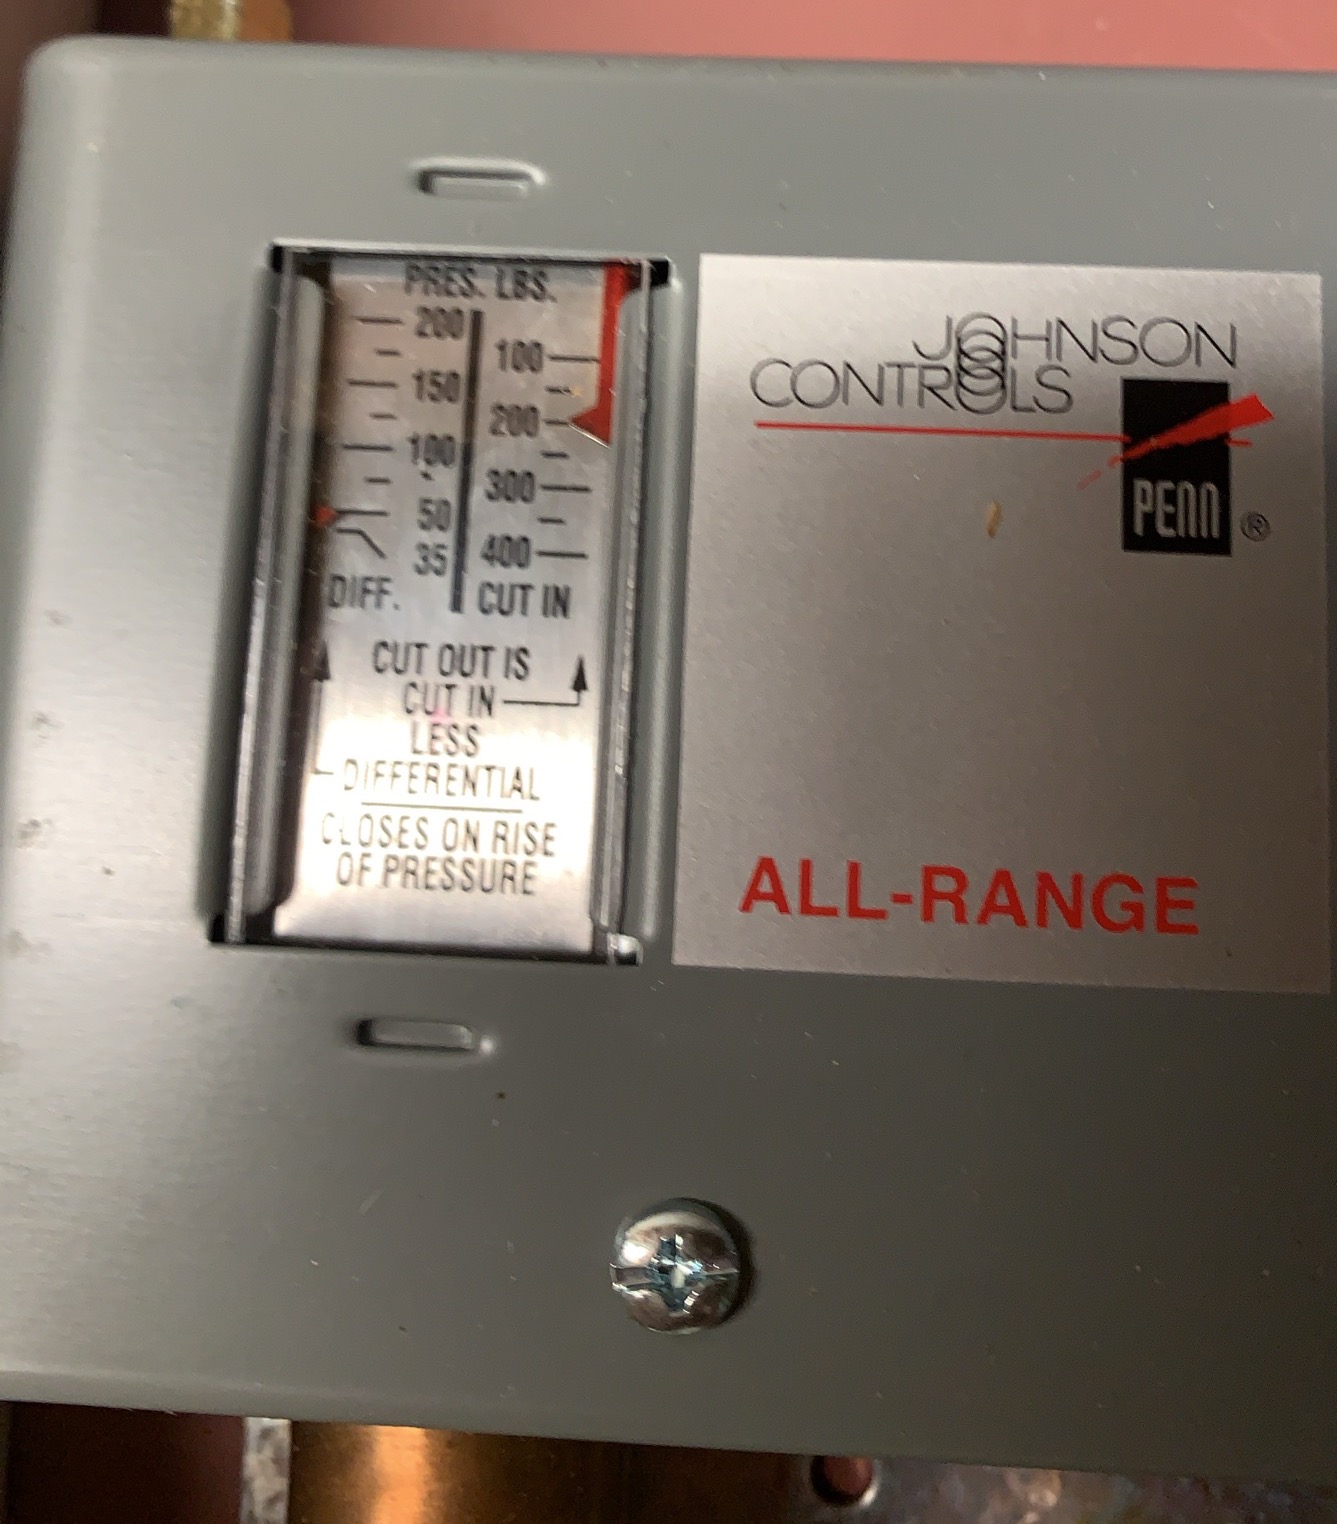 PRES. LBS.
200
100
150
200
100
300
50
35
400
DIFF.
CUT IN
CUT OUT IS
CUT IN
LESS
DIFFERENTIAL
CLOSES ON RISE
OF PRESSURE
JOHNSON
CONTROLS
PENN ®
ALL-RANGE